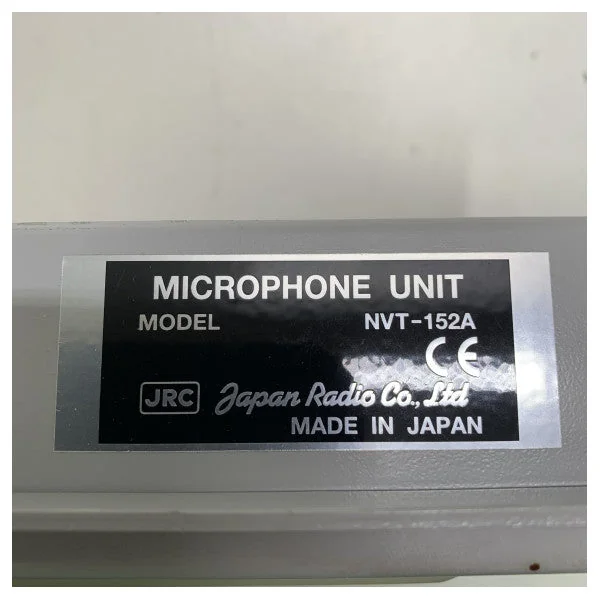 MICROPHONE UNIT
MODEL NVT-152A
CE
JRC Japan Radio Co., Ltd
MADE IN JAPAN